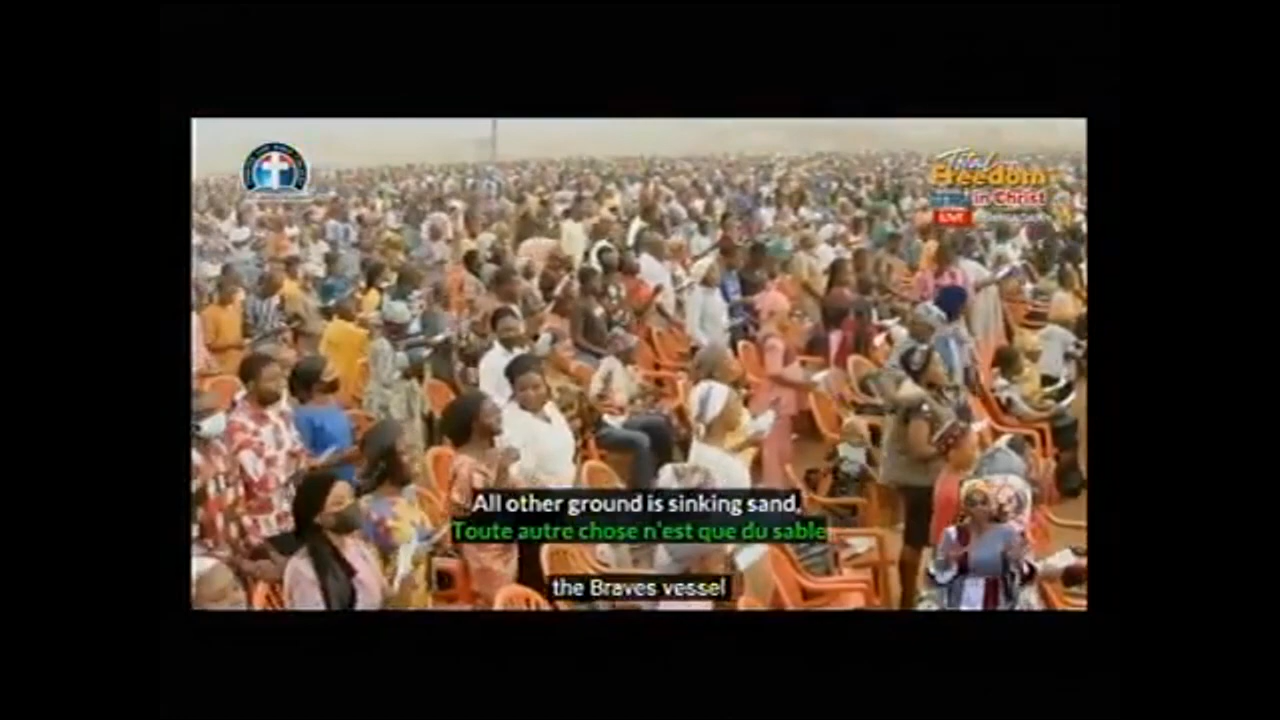 Total
Freedom
in Christ
LIVE
All other ground is sinking sand,
Toute autre chose n'est que du sable
the Braves vessel